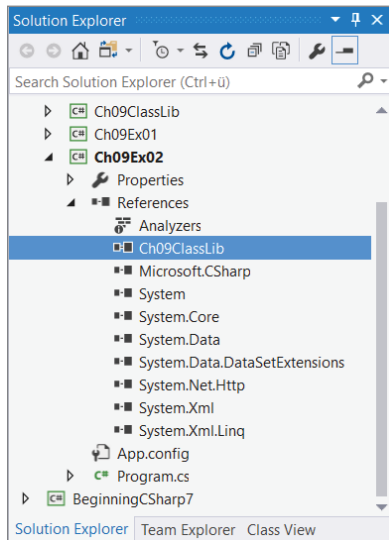 Solution Explorer
Search Solution Explorer (Ctrl+ü)
C# Ch09ClassLib
C# Ch09Ex01
C# Ch09Ex02
Properties
References
Analyzers
Ch09ClassLib
Microsoft.CSharp
System
System.Core
System.Data
System.Data.DataSetExtensions
System.Net.Http
System.Xml
System.Xml.Linq
App.config
C# Program.cs
C# BeginningCSharp7
Solution Explorer Team Explorer Class View